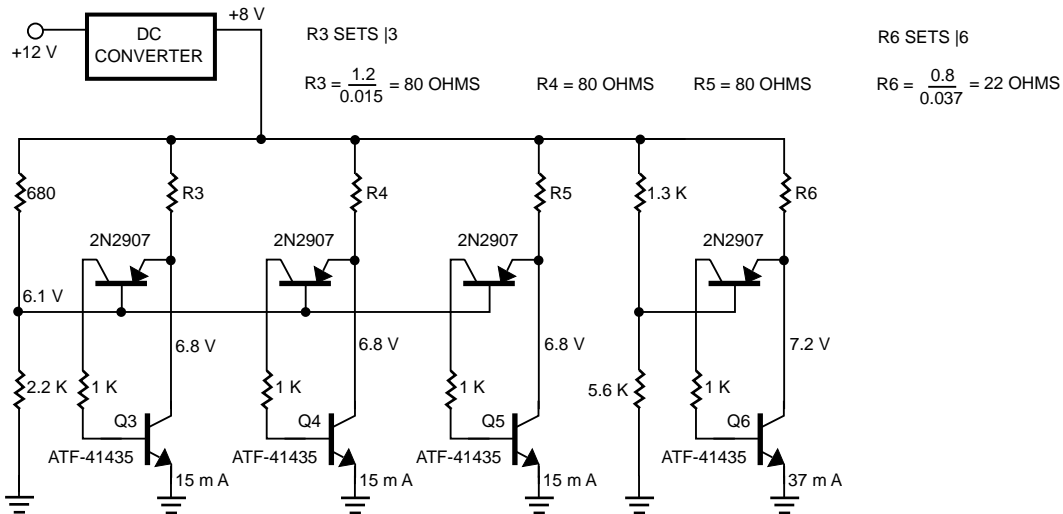 +8 V
+12 V
DC
CONVERTER
R3 SETS |3
R6 SETS |6
R3 = 1.2 / 0.015 = 80 OHMS
R4 = 80 OHMS
R5 = 80 OHMS
R6 = 0.8 / 0.037 = 22 OHMS
680
R3
R4
R5
1.3 K
R6
2N2907
2N2907
2N2907
2N2907
6.1 V
6.8 V
6.8 V
6.8 V
7.2 V
2.2 K
1 K
1 K
1 K
5.6 K
1 K
Q3
Q4
Q5
Q6
ATF-41435
ATF-41435
ATF-41435
ATF-41435
15 m A
15 m A
15 m A
37 m A